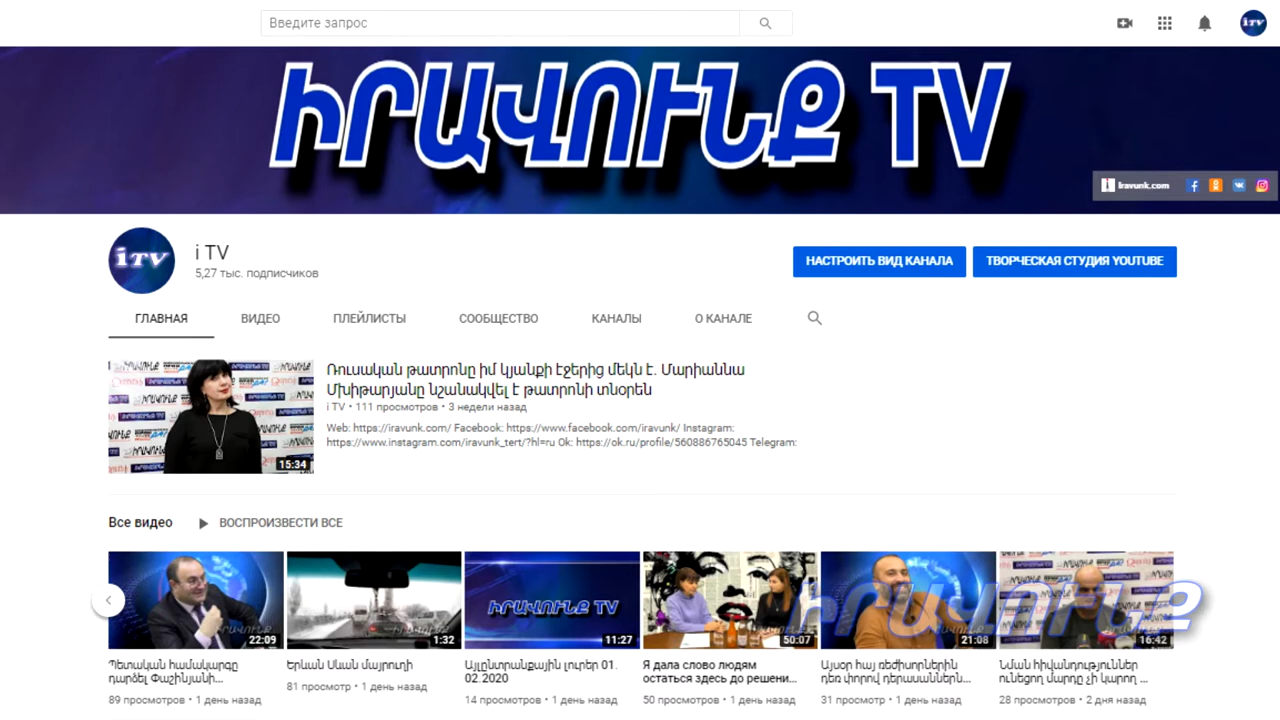 Введите запрос
iTV
ԻՐԱՎՈՒՆՔ TV
Iravunk.com
iTV
i TV
5,27 тыс. подписчиков
НАСТРОИТЬ ВИД КАНАЛА
ТВОРЧЕСКАЯ СТУДИЯ YOUTUBE
ГЛАВНАЯ ВИДЕО ПЛЕЙЛИСТЫ СООБЩЕСТВО КАНАЛЫ О КАНАЛЕ
15:34
Ռուսական թատրոնը իմ կյանքի էջերից մեկն է. Մարիաննա
Մխիթարյանը նշանակվել է թատրոնի տնօրեն
i TV • 111 просмотров • 3 недели назад
Web: https://iravunk.com/ Facebook: https://www.facebook.com/iravunk/ Instagram:
https://www.instagram.com/iravunk_tert/?hl=ru Ok: https://ok.ru/profile/560886765045 Telegram:
Все видео ВОСПРОИЗВЕСТИ ВСЕ
ԻՐԱՎՈՒՆՔ TV
ԻՐԱՎՈՒՆՔ
22:09 1:32 11:27 50:07 21:08 16:42
Պետական համակարգը
դարձել Փաշինյանի...
89 просмотров • 1 день назад
Երևան Սևան մայրուղի
81 просмотр • 1 день назад
Այլընտրանքային լուրեր 01.
02.2020
14 просмотров • 1 день назад
Я дала слово людям
остаться здесь до решени...
50 просмотров • 1 день назад
Այսօր հայ ռեժիսորներին
դեռ փորով դերասաններն...
31 просмотр • 1 день назад
Նման հիվանդություններ
ունեցող մարդը չի կարող ...
28 просмотров • 2 дня назад